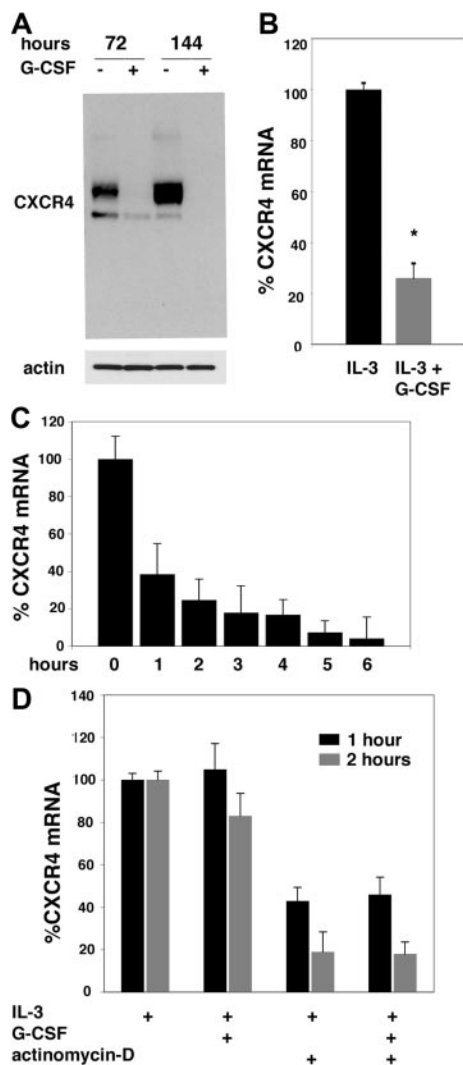 A
hours 72 144
G-CSF - + - +
CXCR4
actin
B
% CXCR4 mRNA
120
100
80
60
40
20
0
*
IL-3 IL-3 +
G-CSF
C
% CXCR4 mRNA
120
100
80
60
40
20
0
hours 0 1 2 3 4 5 6
D
%CXCR4 mRNA
140
120
100
80
60
40
20
0
1 hour
2 hours
IL-3 + + + +
G-CSF + +
actinomycin-D + +